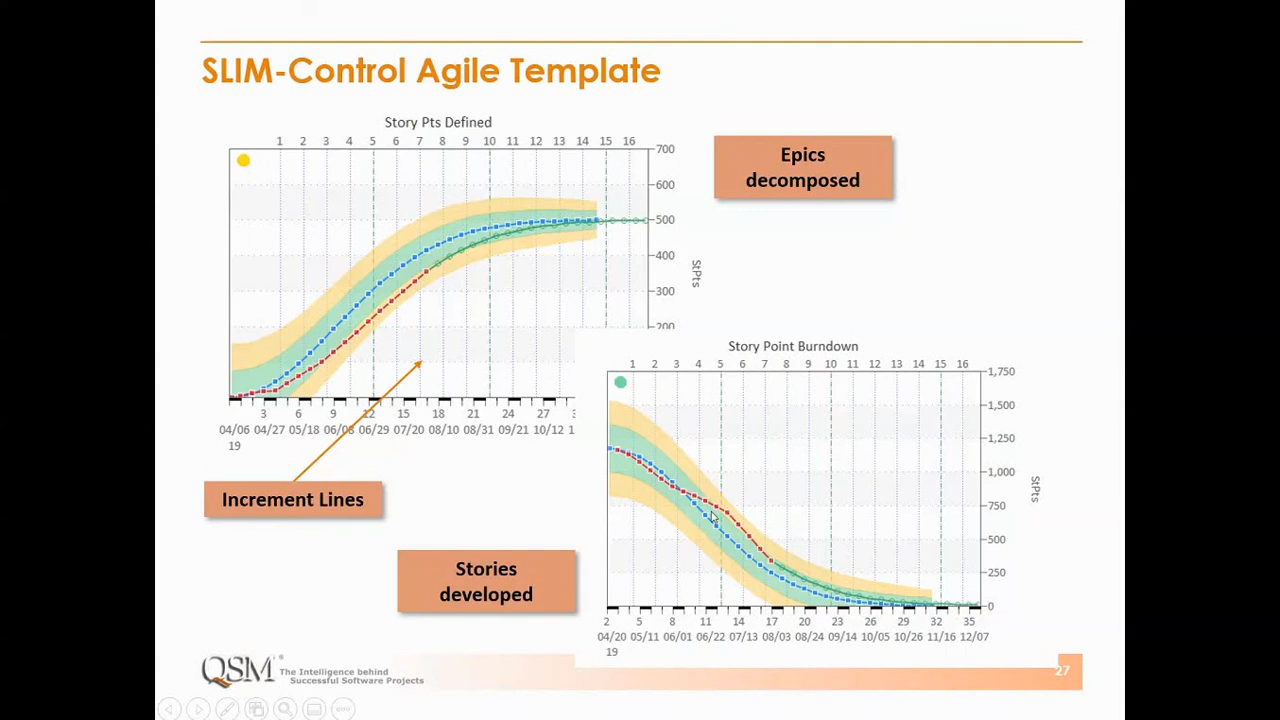 SLIM-Control Agile Template
Story Pts Defined
1 2 3 4 5 6 7 8 9 10 11 12 13 14 15 16
700
600
500
400
300
200
StPts
3 6 9 12 15 18 21 24 27
04/06 04/27 05/18 06/08 06/29 07/20 08/10 08/31 09/21 10/12 1
19
Epics
decomposed
Increment Lines
Stories
developed
Story Point Burndown
1 2 3 4 5 6 7 8 9 10 11 12 13 14 15 16
1,750
1,500
1,250
1,000
750
500
250
0
StPts
2 5 8 11 14 17 20 23 26 29 32 35
04/20 05/11 06/01 06/22 07/13 08/03 08/24 09/14 10/05 10/26 11/16 12/07
19
QSM
The Intelligence behind
Successful Software Projects
27